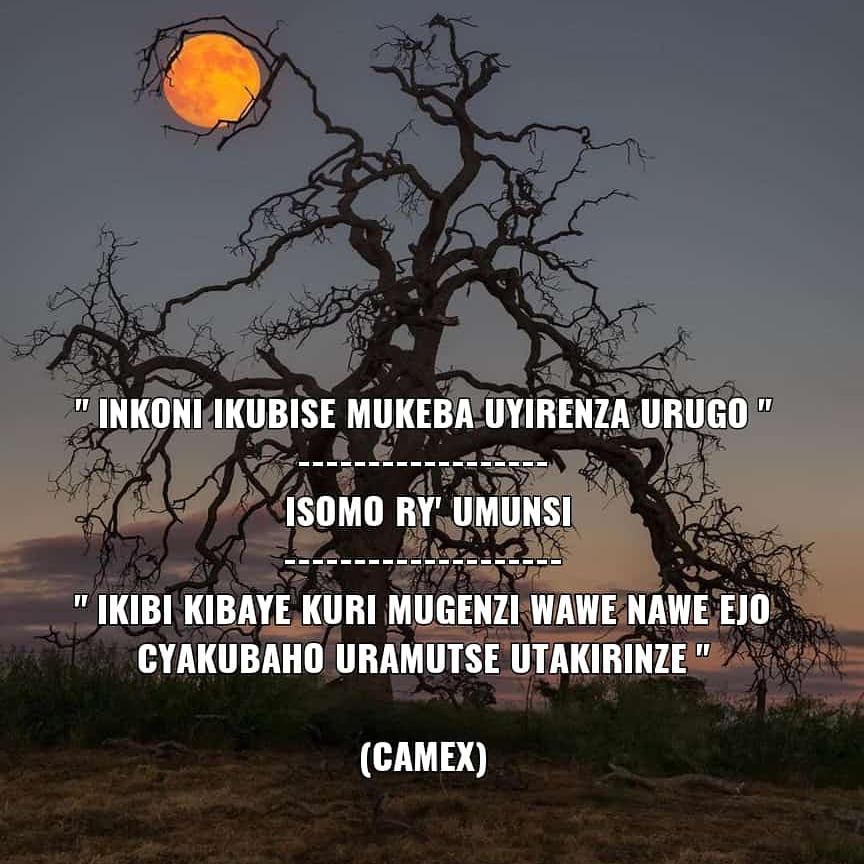 " INKONI IKUBISE MUKEBA UYIRENZA URUGO "
------------------
ISOMO RY' UMUNSI
--------------------
" IKIBI KIBAYE KURI MUGENZI WAWE NAWE EJO
CYAKUBAHO URAMUTSE UTAKIRINZE "
(CAMEX)